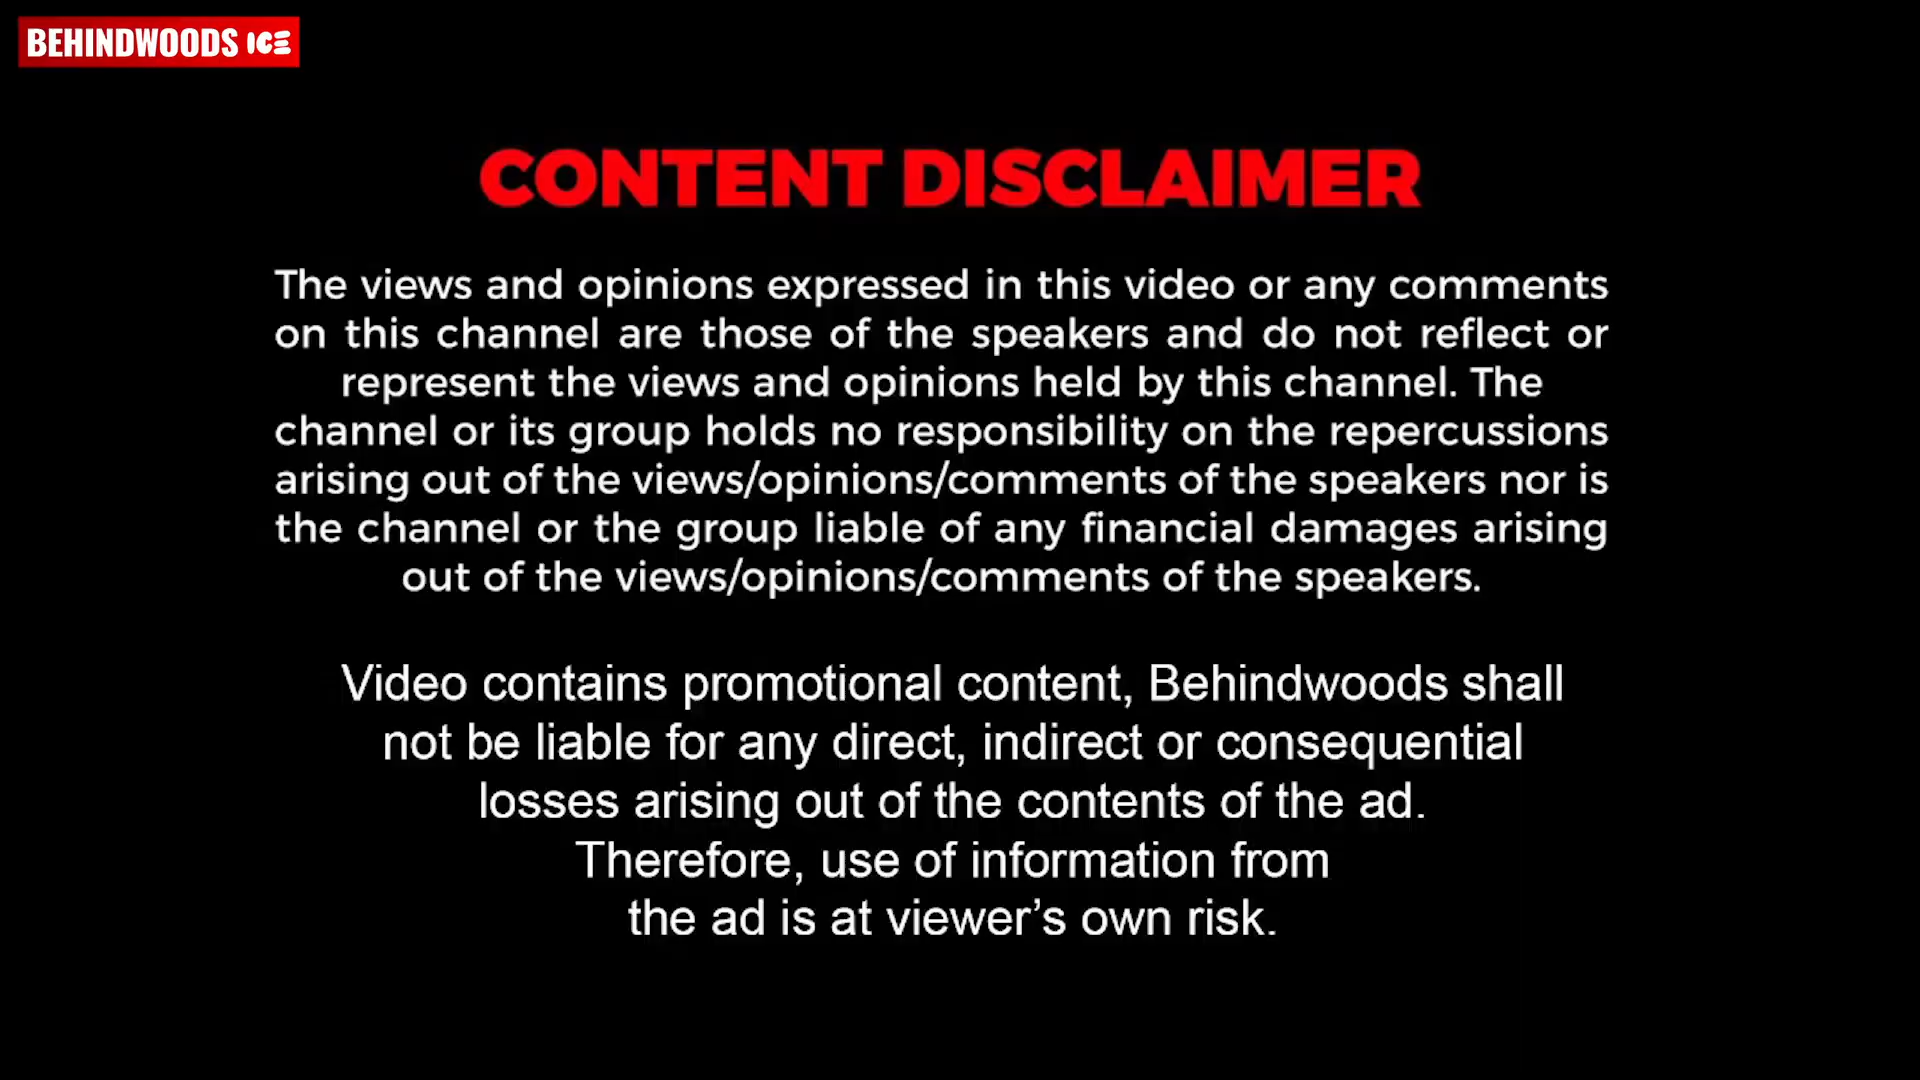 BEHINDWOODS ICE
CONTENT DISCLAIMER
The views and opinions expressed in this video or any comments
on this channel are those of the speakers and do not reflect or
represent the views and opinions held by this channel. The
channel or its group holds no responsibility on the repercussions
arising out of the views/opinions/comments of the speakers nor is
the channel or the group liable of any financial damages arising
out of the views/opinions/comments of the speakers.
Video contains promotional content, Behindwoods shall
not be liable for any direct, indirect or consequential
losses arising out of the contents of the ad.
Therefore, use of information from
the ad is at viewer’s own risk.